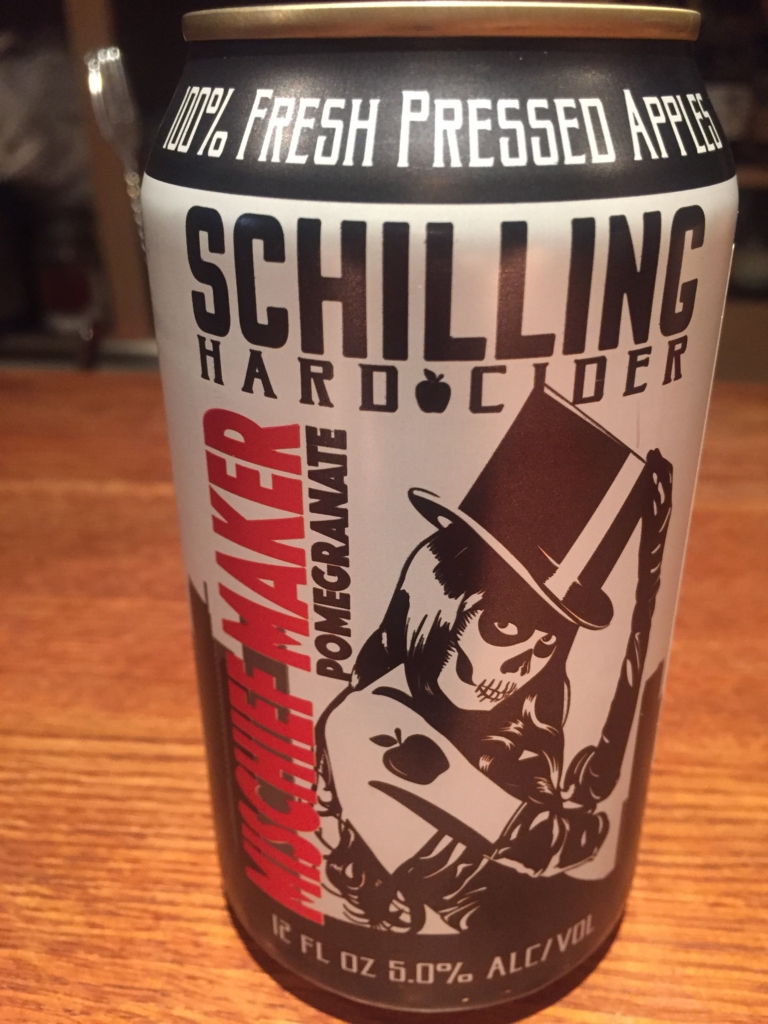 100% FRESH PRESSED APPLES
SCHILLING
HARD CIDER
MISCHIEF MAKER
POMEGRANATE
12 FL OZ 5.0% ALC/VOL